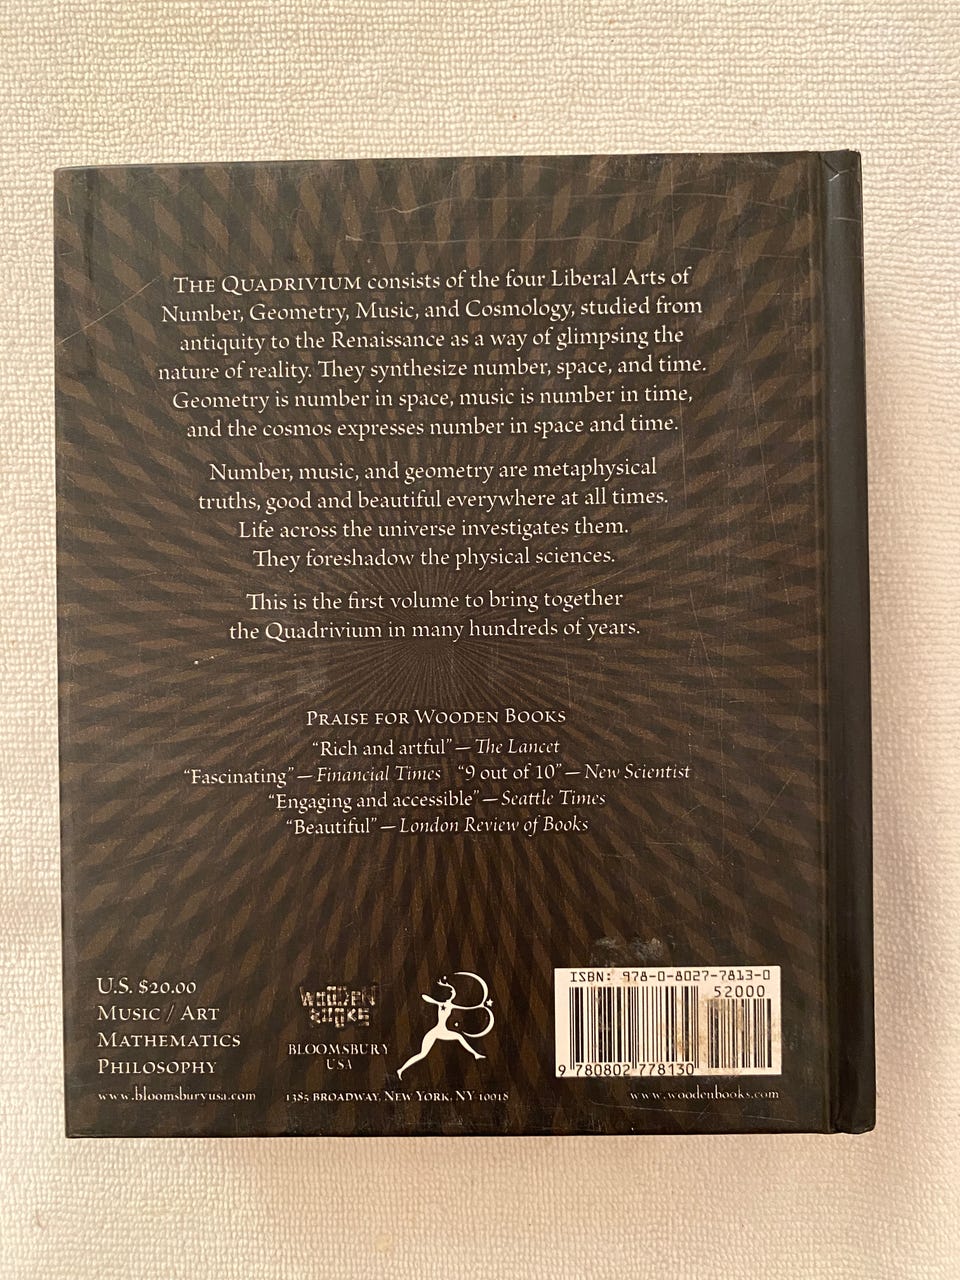 THE QUADRIVIUM consists of the four Liberal Arts of
Number, Geometry, Music, and Cosmology, studied from
antiquity to the Renaissance as a way of glimpsing the
nature of reality. They synthesize number, space, and time.
Geometry is number in space, music is number in time,
and the cosmos expresses number in space and time.
Number, music, and geometry are metaphysical
truths, good and beautiful everywhere at all times.
Life across the universe investigates them.
They foreshadow the physical sciences.
This is the first volume to bring together
the Quadrivium in many hundreds of years.
PRAISE FOR WOODEN BOOKS
“Rich and artful” — The Lancet
“Fascinating” — Financial Times “9 out of 10” — New Scientist
“Engaging and accessible” — Seattle Times
“Beautiful” — London Review of Books
U.S. $20.00
MUSIC / ART
MATHEMATICS
PHILOSOPHY
www.bloomsburyusa.com
WOODEN
BOOKS
BLOOMSBURY
USA
1385 BROADWAY, NEW YORK, NY 10018
ISBN: 978-0-8027-7813-0
52000
9 780802 778130
www.woodenbooks.com